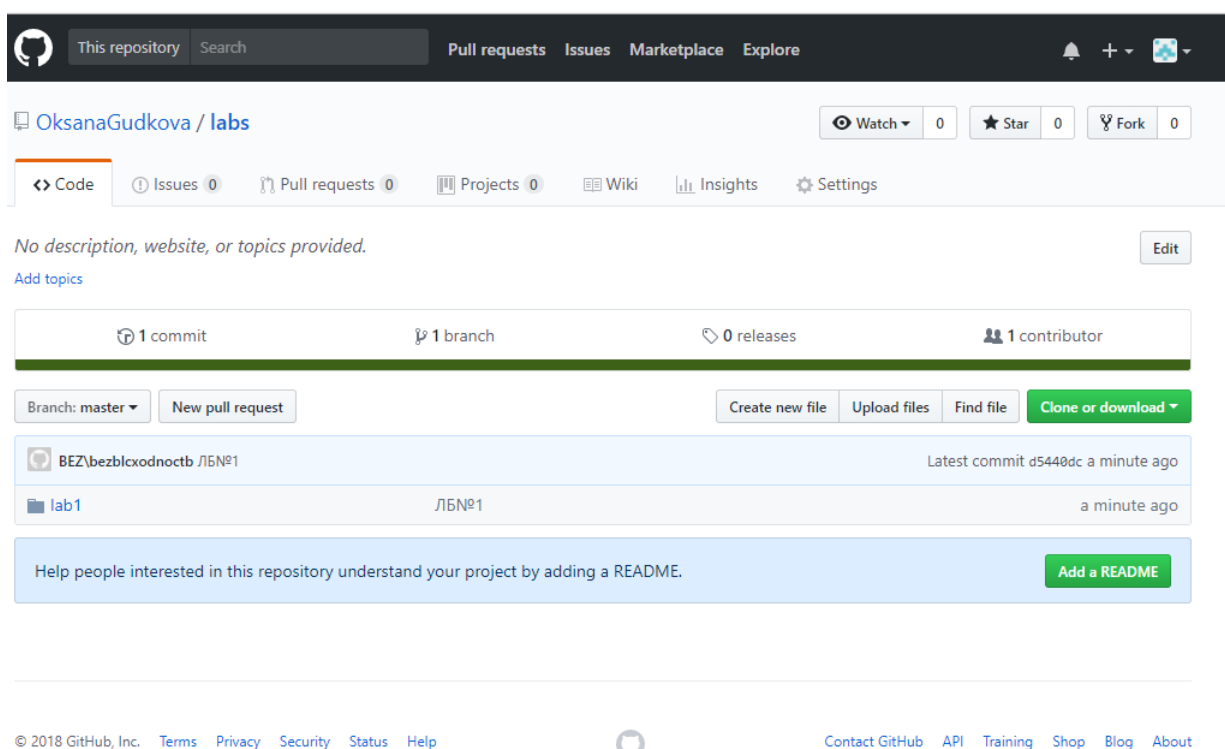 This repository Search Pull requests Issues Marketplace Explore
OksanaGudkova / labs Watch 0 Star 0 Fork 0
Code Issues 0 Pull requests 0 Projects 0 Wiki Insights Settings
No description, website, or topics provided. Edit
Add topics
1 commit 1 branch 0 releases 1 contributor
Branch: master New pull request Create new file Upload files Find file Clone or download
BEZ\bezblcxodnoctb ЛБ№1 Latest commit d5440dc a minute ago
lab1 ЛБ№1 a minute ago
Help people interested in this repository understand your project by adding a README. Add a README
© 2018 GitHub, Inc. Terms Privacy Security Status Help Contact GitHub API Training Shop Blog About